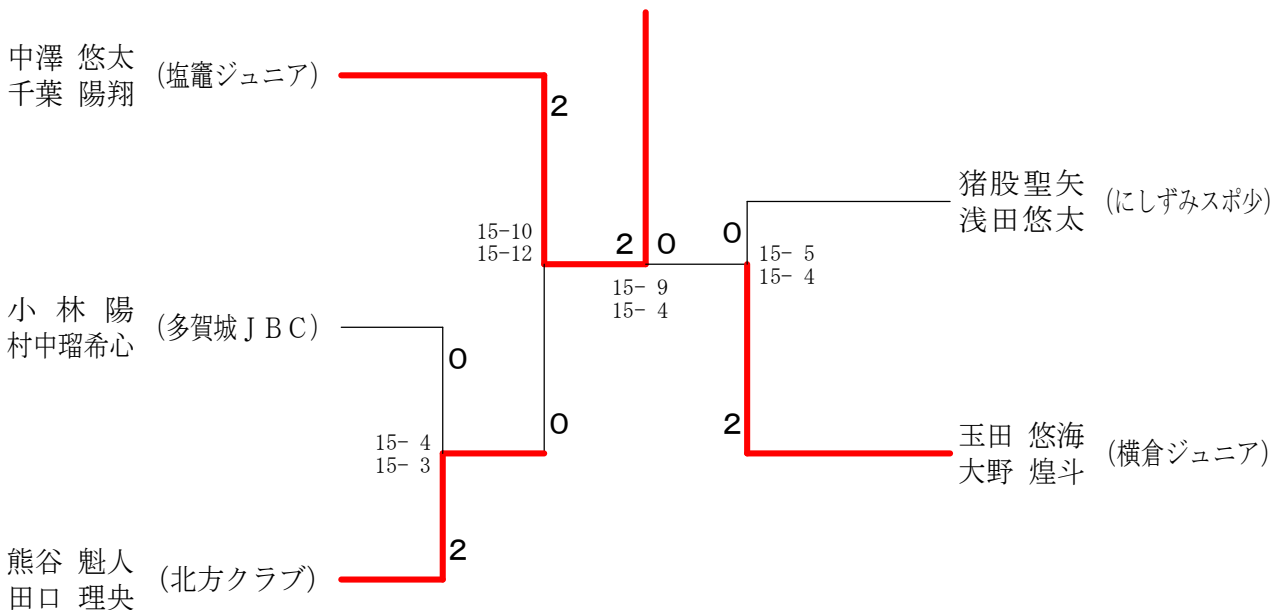 中澤 悠太
千葉 陽翔
(塩竈ジュニア)
2
猪股聖矢
浅田悠太
(にしずみスポ少)
15-10
15-12
2 0
0
15- 5
15- 4
15- 9
15- 4
小 林 陽
村中瑠希心
(多賀城ＪＢＣ)
0
15- 4
15- 3
0
2
玉田 悠海
大野 煌斗
(横倉ジュニア)
熊谷 魁人
田口 理央
(北方クラブ)
2